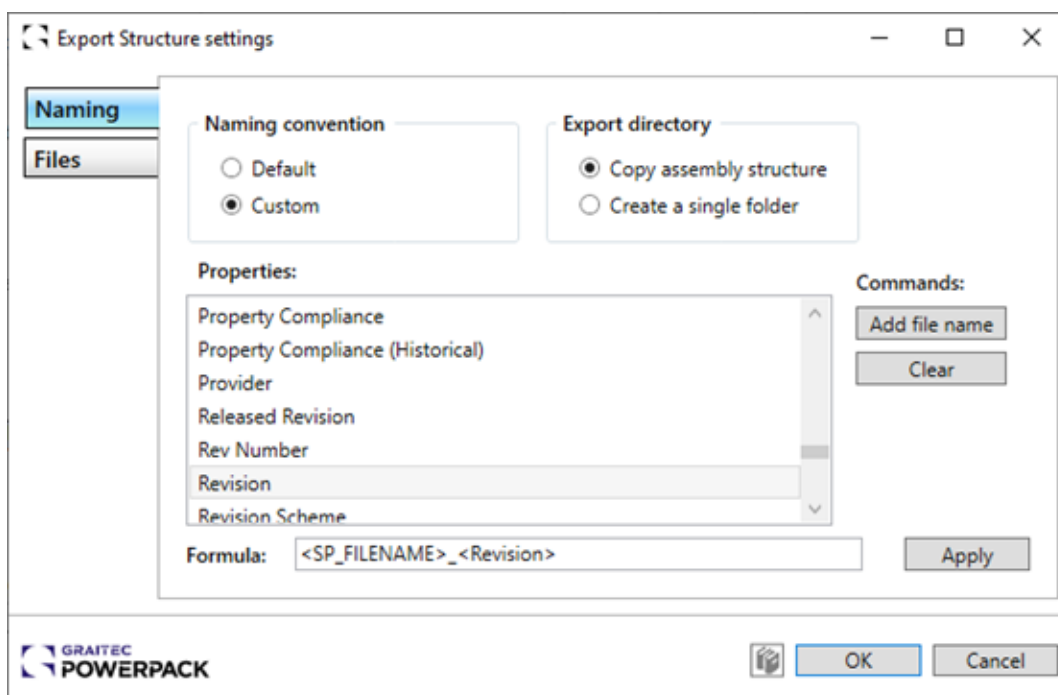 Export Structure settings
Naming
Files
Naming convention
Default
Custom
Export directory
Copy assembly structure
Create a single folder
Properties:
Property Compliance
Property Compliance (Historical)
Provider
Released Revision
Rev Number
Revision
Revision Scheme
Commands:
Add file name
Clear
Formula: <SP_FILENAME>_<Revision> Apply
GRAITEC
POWERPACK
OK Cancel